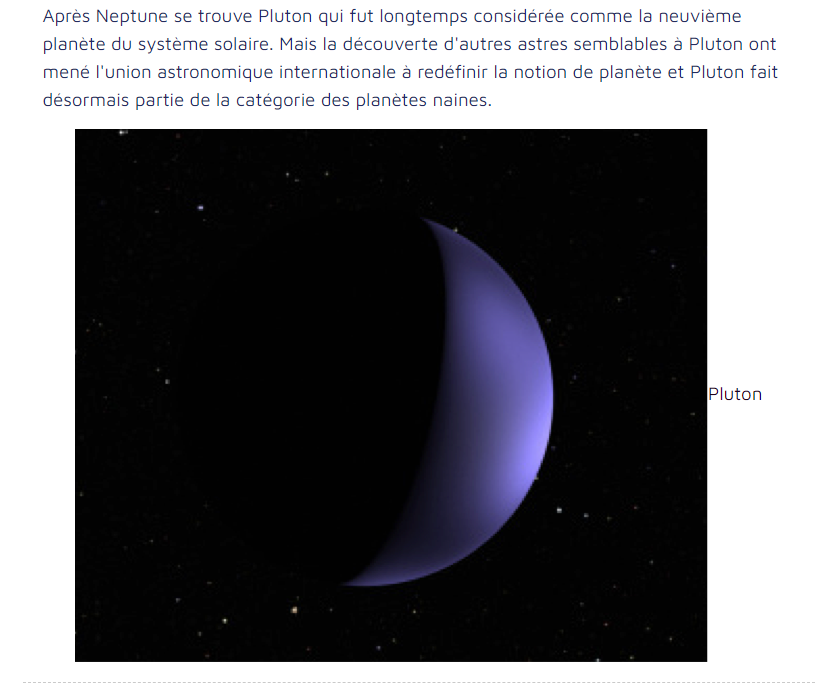 Après Neptune se trouve Pluton qui fut longtemps considérée comme la neuvième
planète du système solaire. Mais la découverte d'autres astres semblables à Pluton ont
mené l'union astronomique internationale à redéfinir la notion de planète et Pluton fait
désormais partie de la catégorie des planètes naines.
Pluton